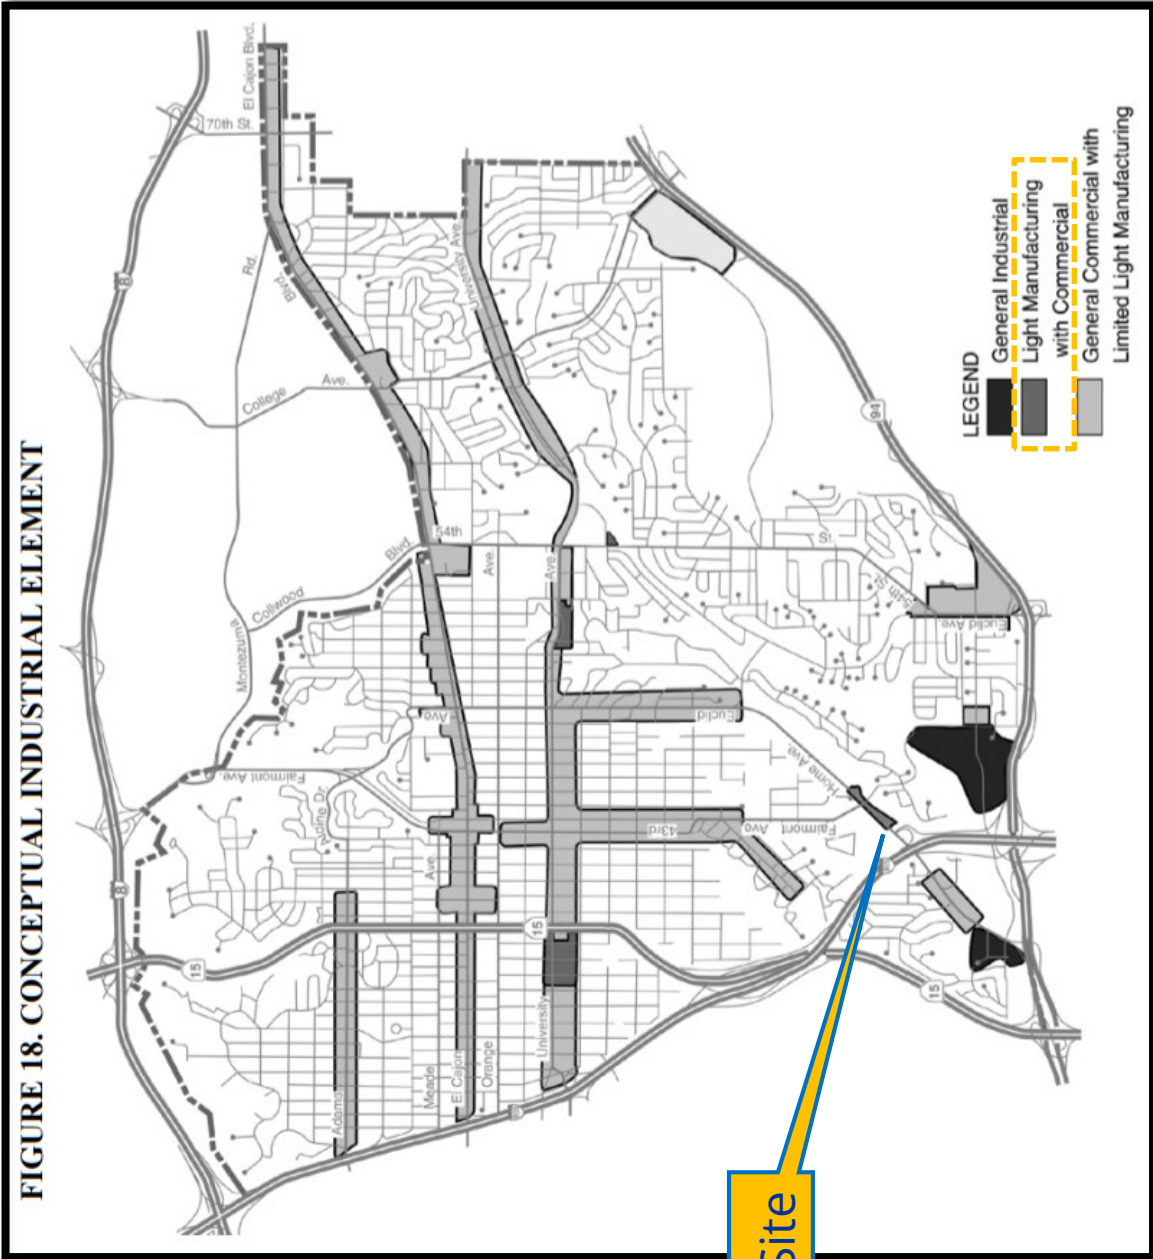 FIGURE 18. CONCEPTUAL INDUSTRIAL ELEMENT
El Cajon Blvd.
70th St.
8
Rd.
Blvd.
University Ave.
College
Ave.
94
Montezuma
Collwood
Blvd.
54th
Ave.
Ave.
St.
54th St.
Euclid Ave.
Fairmont Ave.
Ave
Euclid
Home Ave.
Ave.
43rd
Fairmont
Ave
8
15
15
15
Adams
Meade
El Cajon
Orange
University
LEGEND
General Industrial
Light Manufacturing
with Commercial
General Commercial with
Limited Light Manufacturing